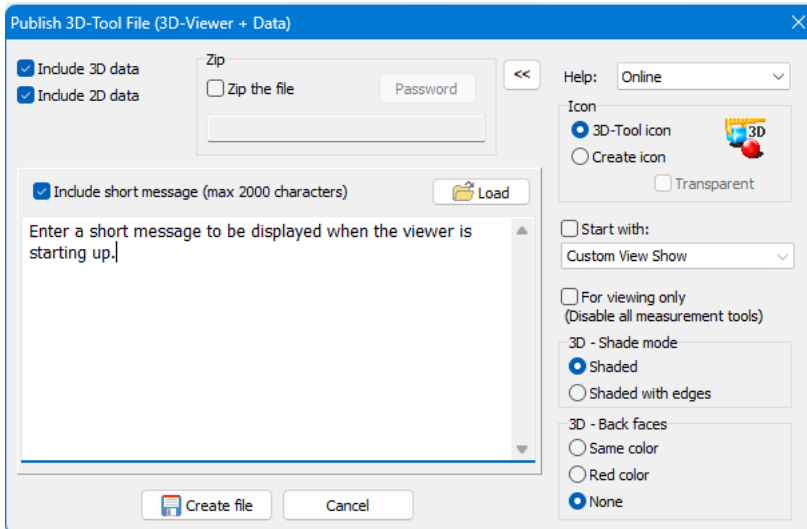 Publish 3D-Tool File (3D-Viewer + Data)
Include 3D data
Include 2D data
Zip
Zip the file
Password
<<
Include short message (max 2000 characters)
Load
Enter a short message to be displayed when the viewer is
starting up.
Create file
Cancel
Help:
Online
Icon
3D-Tool icon
3D
Create icon
Transparent
Start with:
Custom View Show
For viewing only
(Disable all measurement tools)
3D - Shade mode
Shaded
Shaded with edges
3D - Back faces
Same color
Red color
None